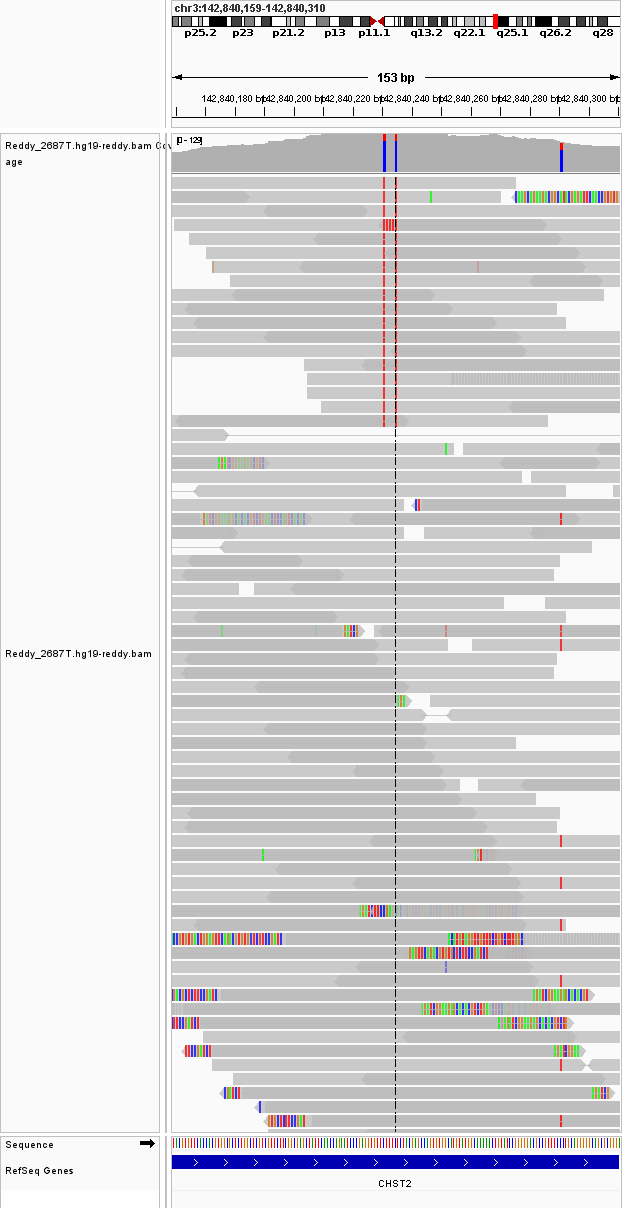 chr3:142,840,159-142,840,310
p25.2 p23 p21.2 p13 p11.1 q13.2 q22.1 q25.1 q26.2 q28
153 bp
142,840,180 bp 142,840,200 bp 142,840,220 bp 142,840,240 bp 142,840,260 bp 142,840,280 bp 142,840,300 bp
Reddy_2687T.hg19-reddy.bam Cov
age
[0 - 129]
Reddy_2687T.hg19-reddy.bam
Sequence
RefSeq Genes
CHST2